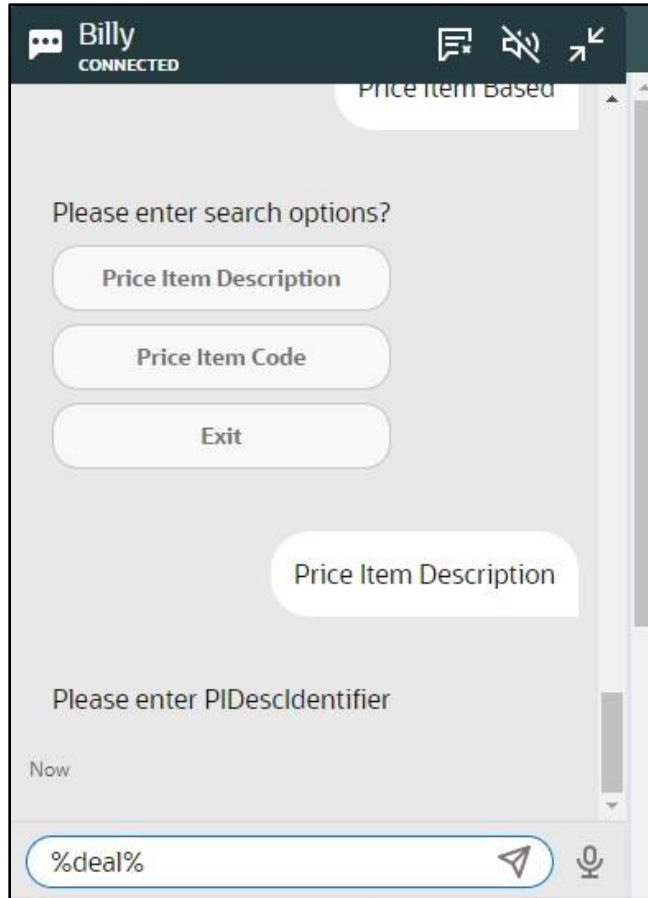 Billy
CONNECTED
Price Item Based
Please enter search options?
Price Item Description
Price Item Code
Exit
Price Item Description
Please enter PIDescIdentifier
Now
%deal%